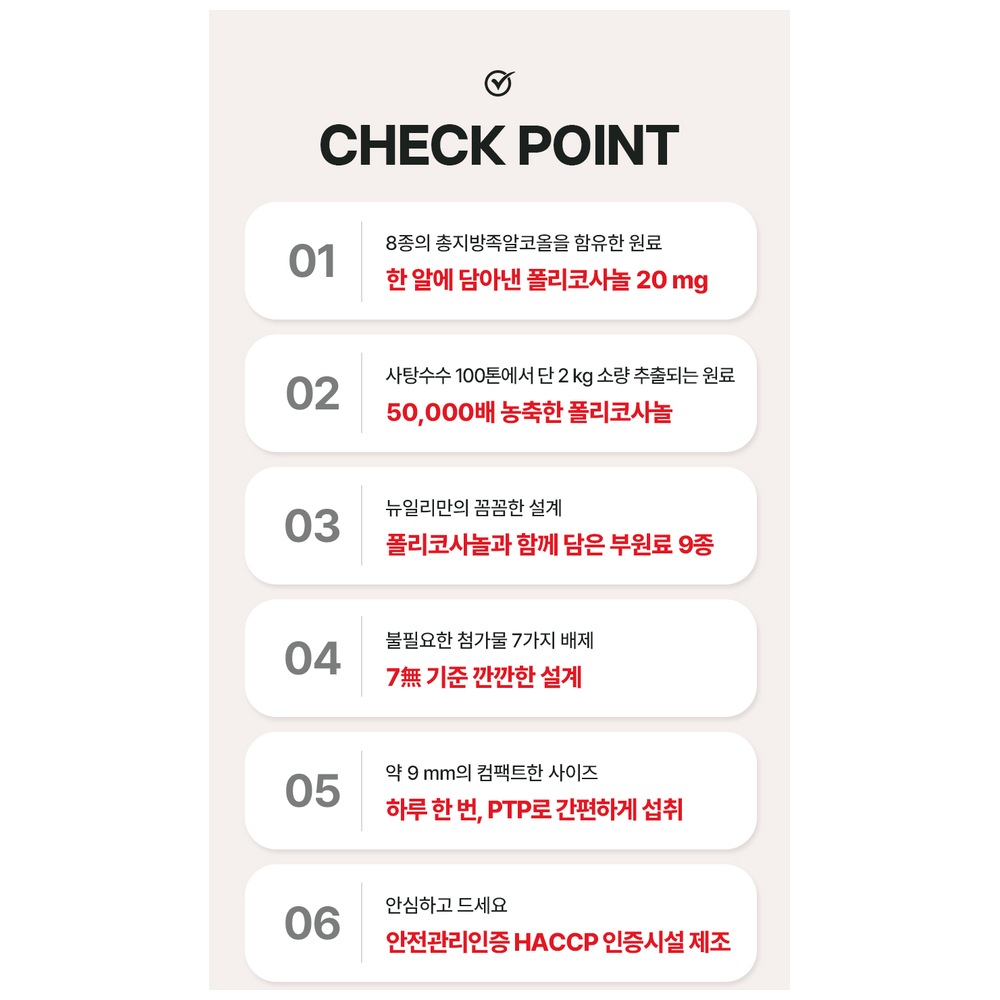 CHECK POINT
01
8종의 총지방족알코올을 함유한 원료
한 알에 담아낸 폴리코사놀 20 mg
02
사탕수수 100톤에서 단 2 kg 소량 추출되는 원료
50,000배 농축한 폴리코사놀
03
뉴일리만의 꼼꼼한 설계
폴리코사놀과 함께 담은 부원료 9종
04
불필요한 첨가물 7가지 배제
7無 기준 깐깐한 설계
05
약 9 mm의 컴팩트한 사이즈
하루 한 번, PTP로 간편하게 섭취
06
안심하고 드세요
안전관리인증 HACCP 인증시설 제조